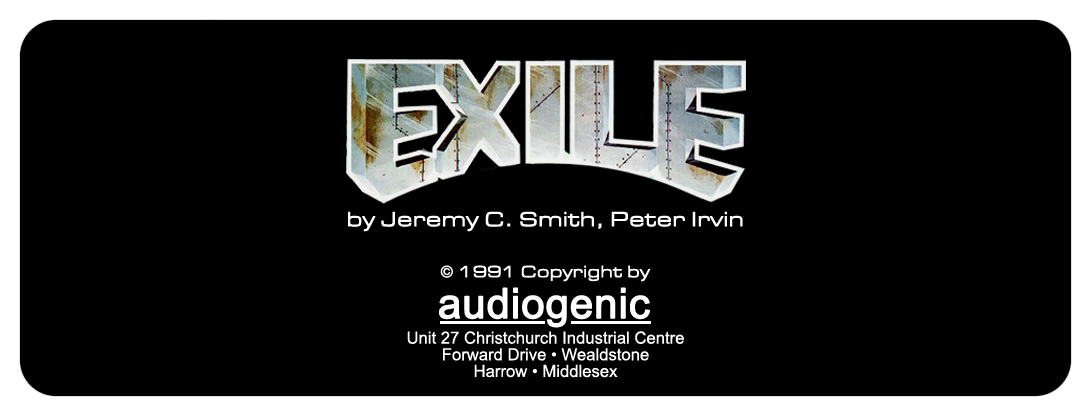 EXILE
by Jeremy C. Smith, Peter Irvin
© 1991 Copyright by
audiogenic
Unit 27 Christchurch Industrial Centre
Forward Drive • Wealdstone
Harrow • Middlesex